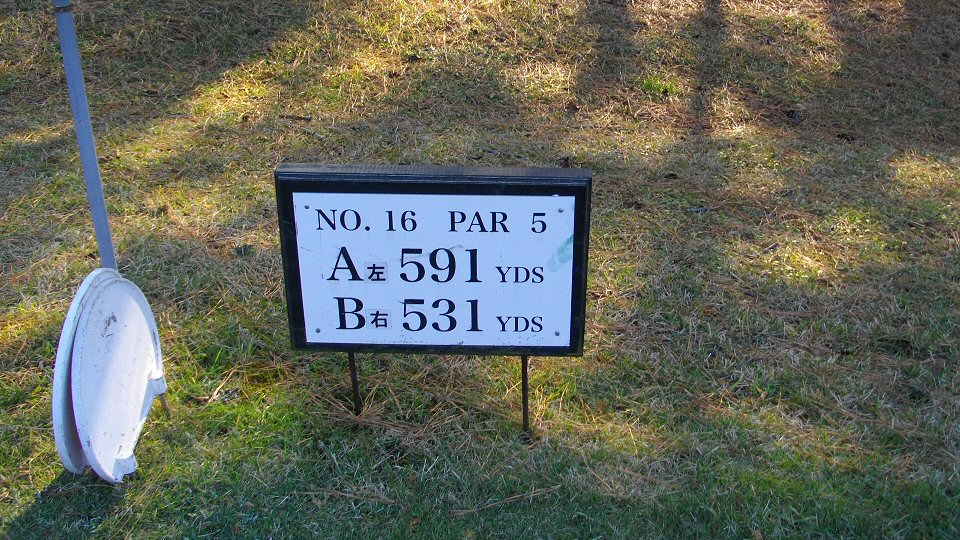 NO. 16 PAR 5
A左 591 YDS
B右 531 YDS